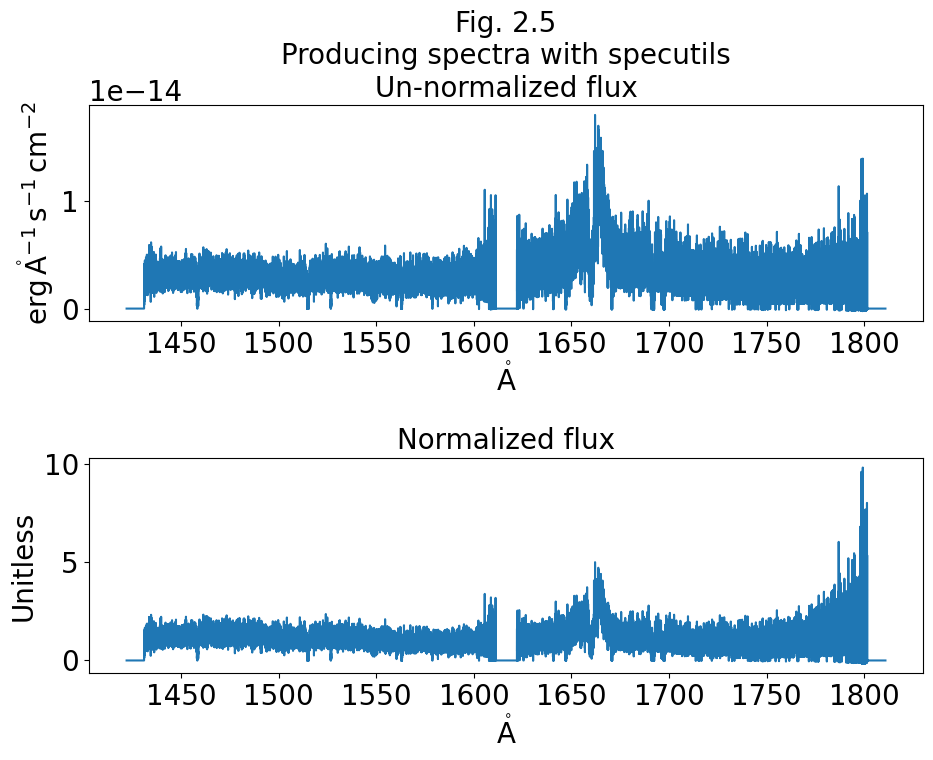 Fig. 2.5
Producing spectra with specutils
Un-normalized flux
1e−14
erg Å⁻¹ s⁻¹ cm⁻²
1
0
1450 1500 1550 1600 1650 1700 1750 1800
Å
Normalized flux
Unitless
10
5
0
1450 1500 1550 1600 1650 1700 1750 1800
Å